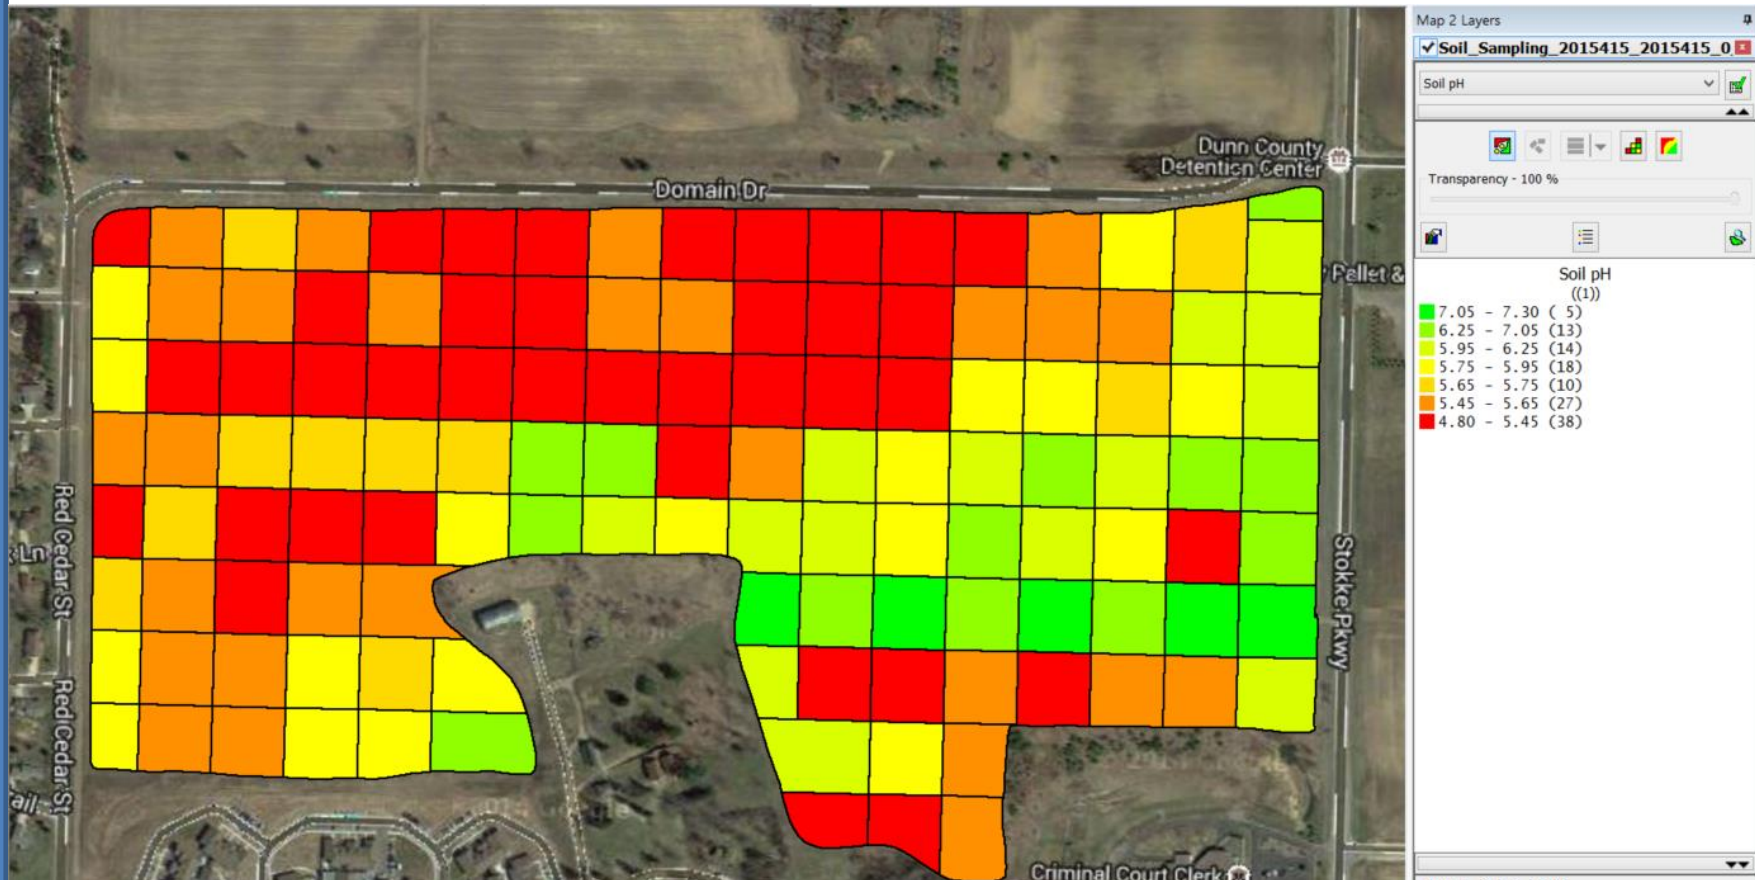 Map 2 Layers
Soil_Sampling_2015415_2015415_0
Soil pH
Transparency - 100 %
Soil pH
((1))
7.05 - 7.30 ( 5)
6.25 - 7.05 (13)
5.95 - 6.25 (14)
5.75 - 5.95 (18)
5.65 - 5.75 (10)
5.45 - 5.65 (27)
4.80 - 5.45 (38)
Dunn County
Detention Center
Domain Dr
Pellet &
Red Cedar St
Ln
Stokke Pkwy
Red Cedar St
ail
Criminal Court Clerk